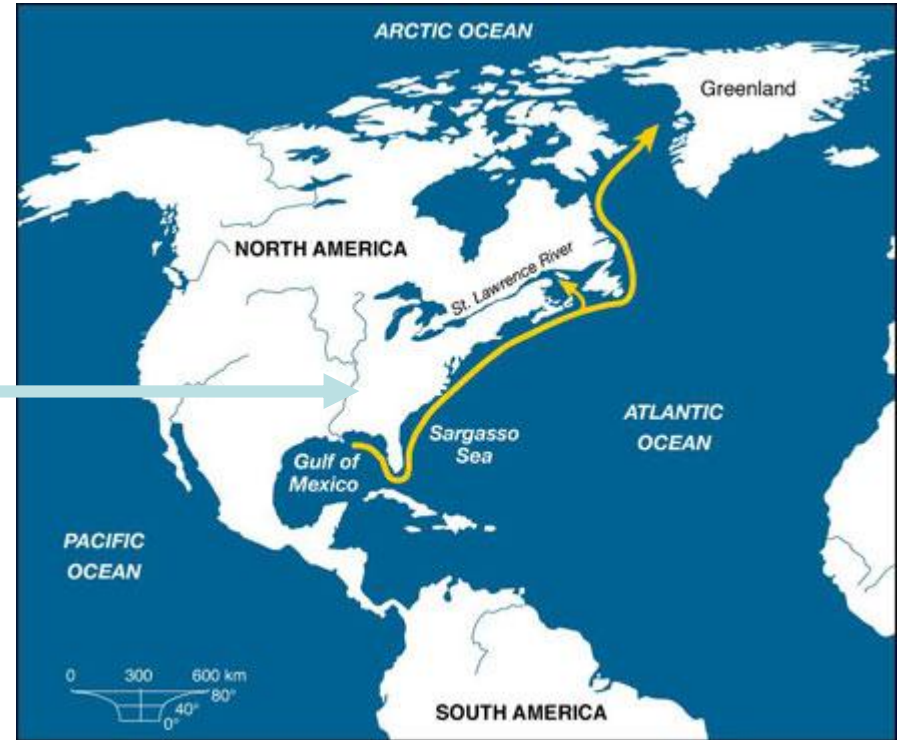 ARCTIC OCEAN
Greenland
NORTH AMERICA
St. Lawrence River
ATLANTIC
OCEAN
Sargasso
Sea
Gulf of
Mexico
PACIFIC
OCEAN
0 300 600 km
80°
40°
0°
SOUTH AMERICA